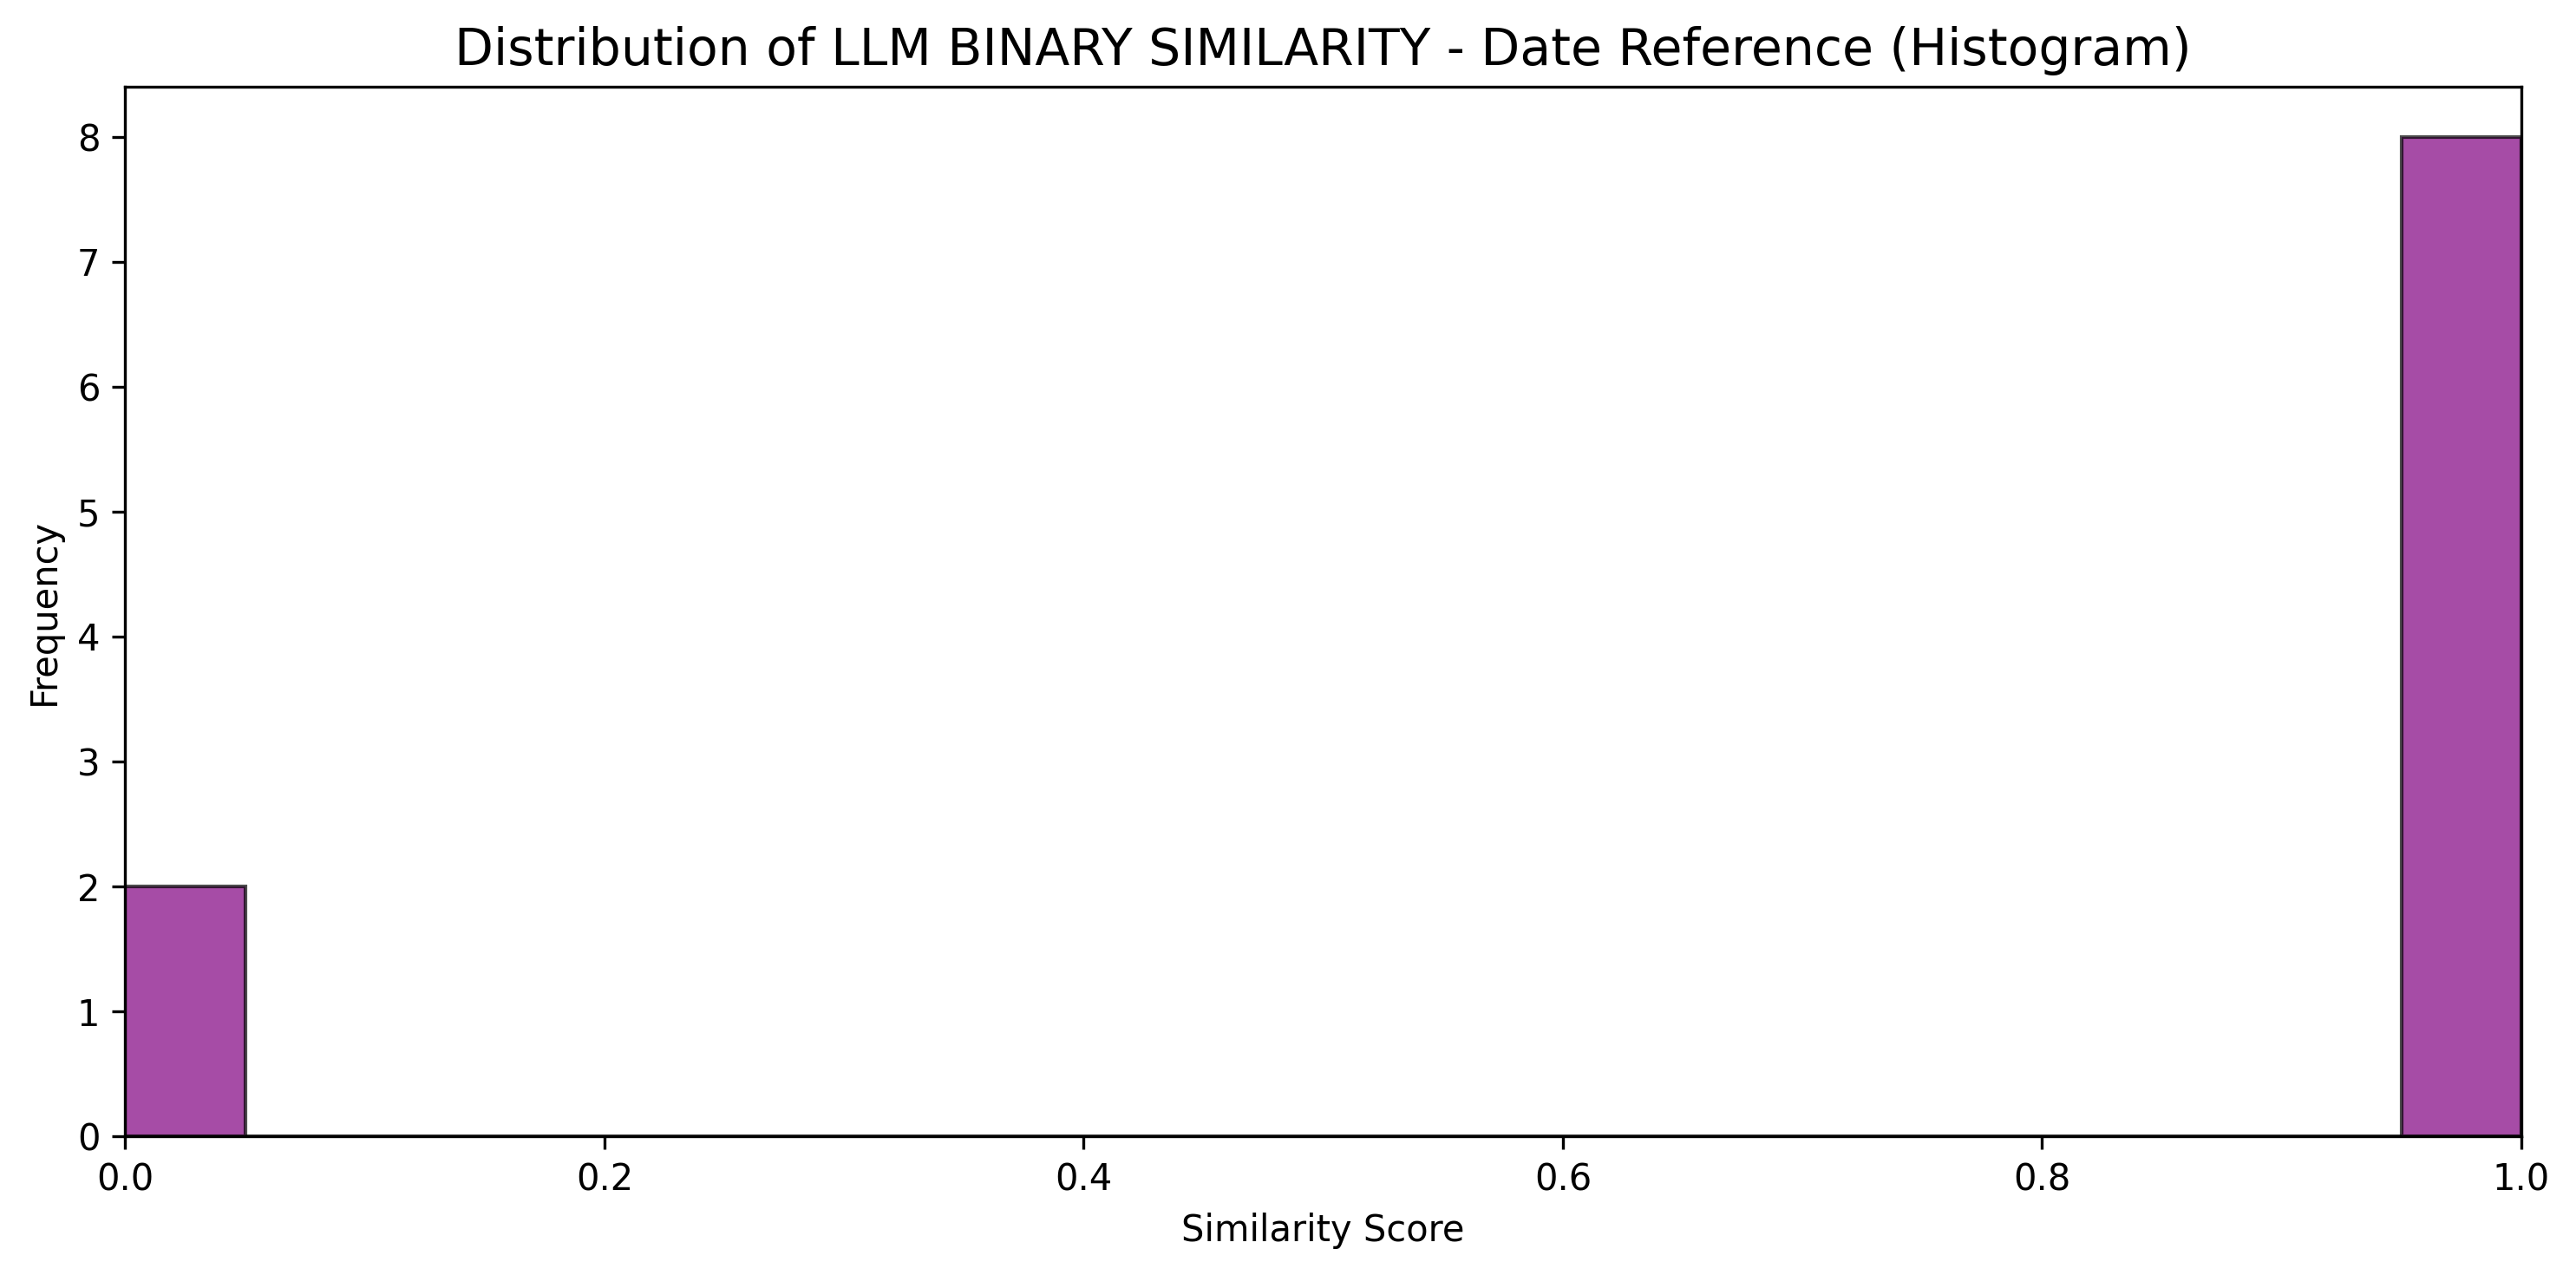 Distribution of LLM BINARY SIMILARITY - Date Reference (Histogram)
8
7
6
5
4
3
2
1
0
Frequency
0.0 0.2 0.4 0.6 0.8 1.0
Similarity Score